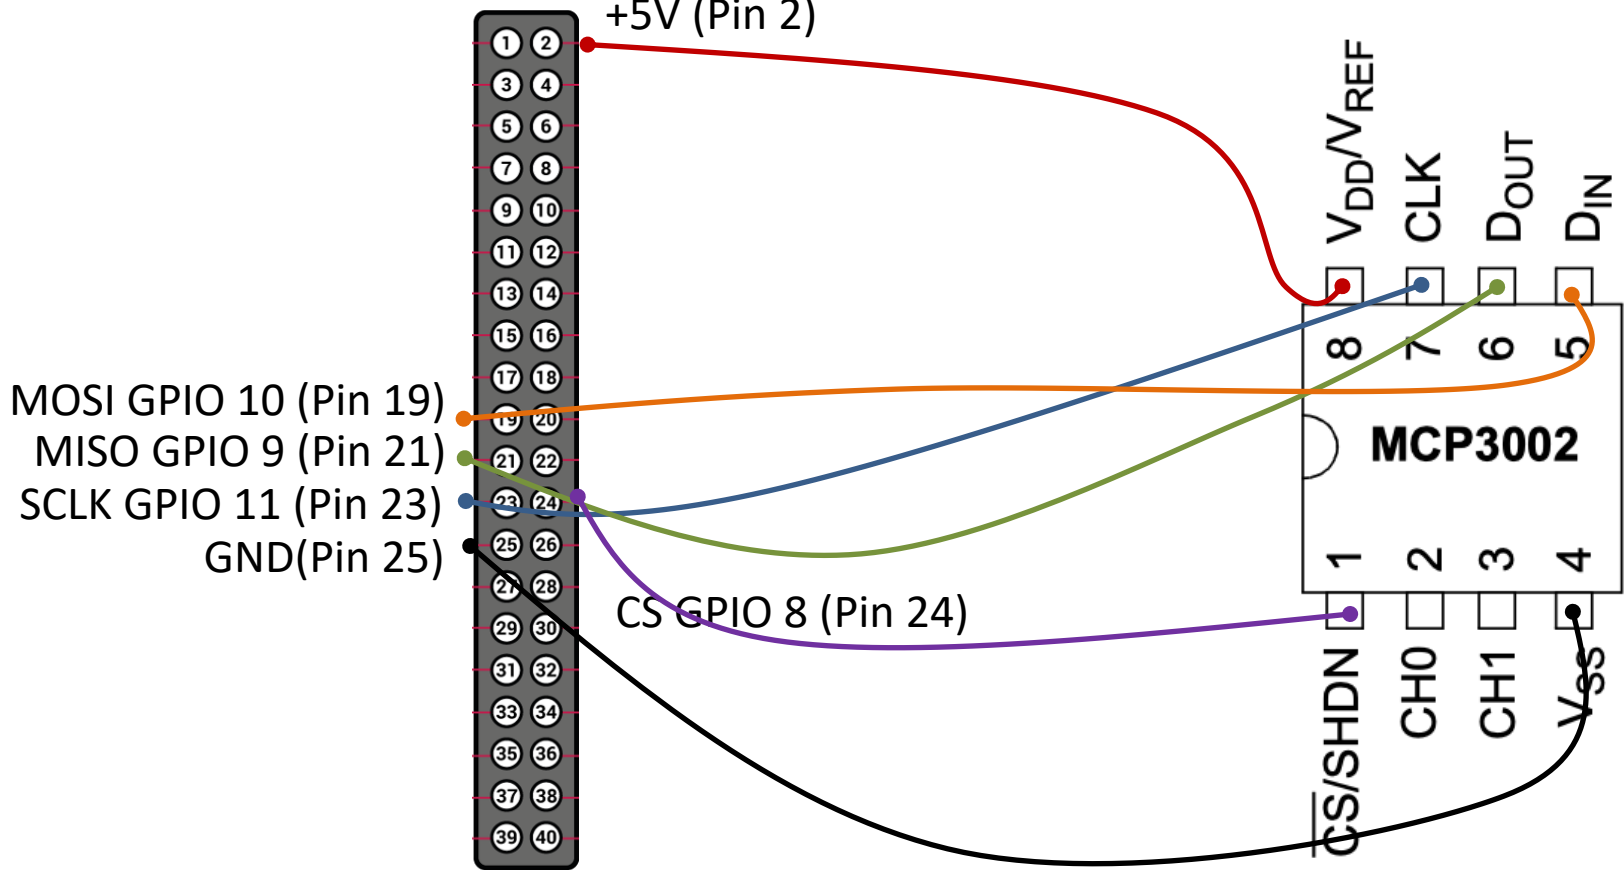 +5V (Pin 2)
1 2
3 4
5 6
7 8
9 10
11 12
13 14
15 16
17 18
19 20
21 22
23 24
25 26
27 28
29 30
31 32
33 34
35 36
37 38
39 40
MOSI GPIO 10 (Pin 19)
MISO GPIO 9 (Pin 21)
SCLK GPIO 11 (Pin 23)
GND(Pin 25)
CS GPIO 8 (Pin 24)
VDD/VREF
CLK
DOUT
DIN
8 7 6 5
MCP3002
1 2 3 4
CS/SHDN
CH0
CH1
VSS